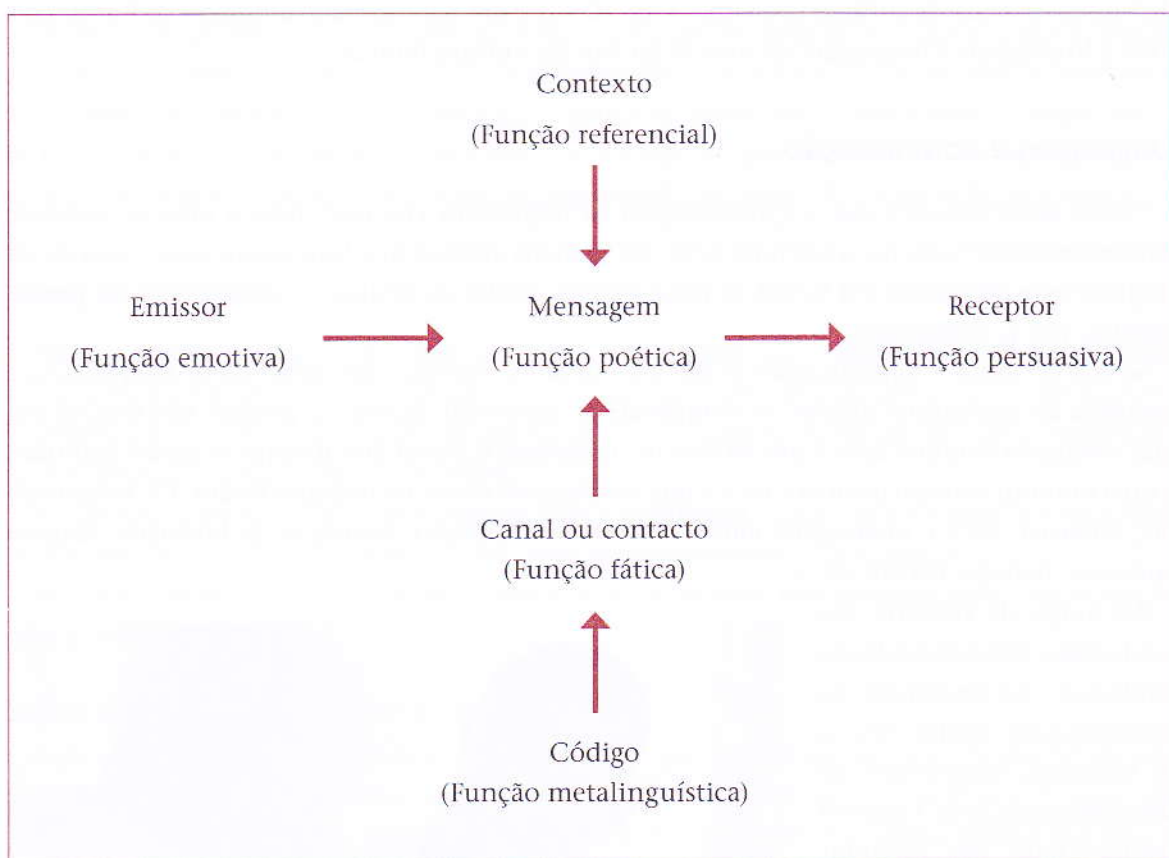 Contexto
(Função referencial)
Emissor
(Função emotiva)
Mensagem
(Função poética)
Receptor
(Função persuasiva)
Canal ou contacto
(Função fática)
Código
(Função metalinguística)